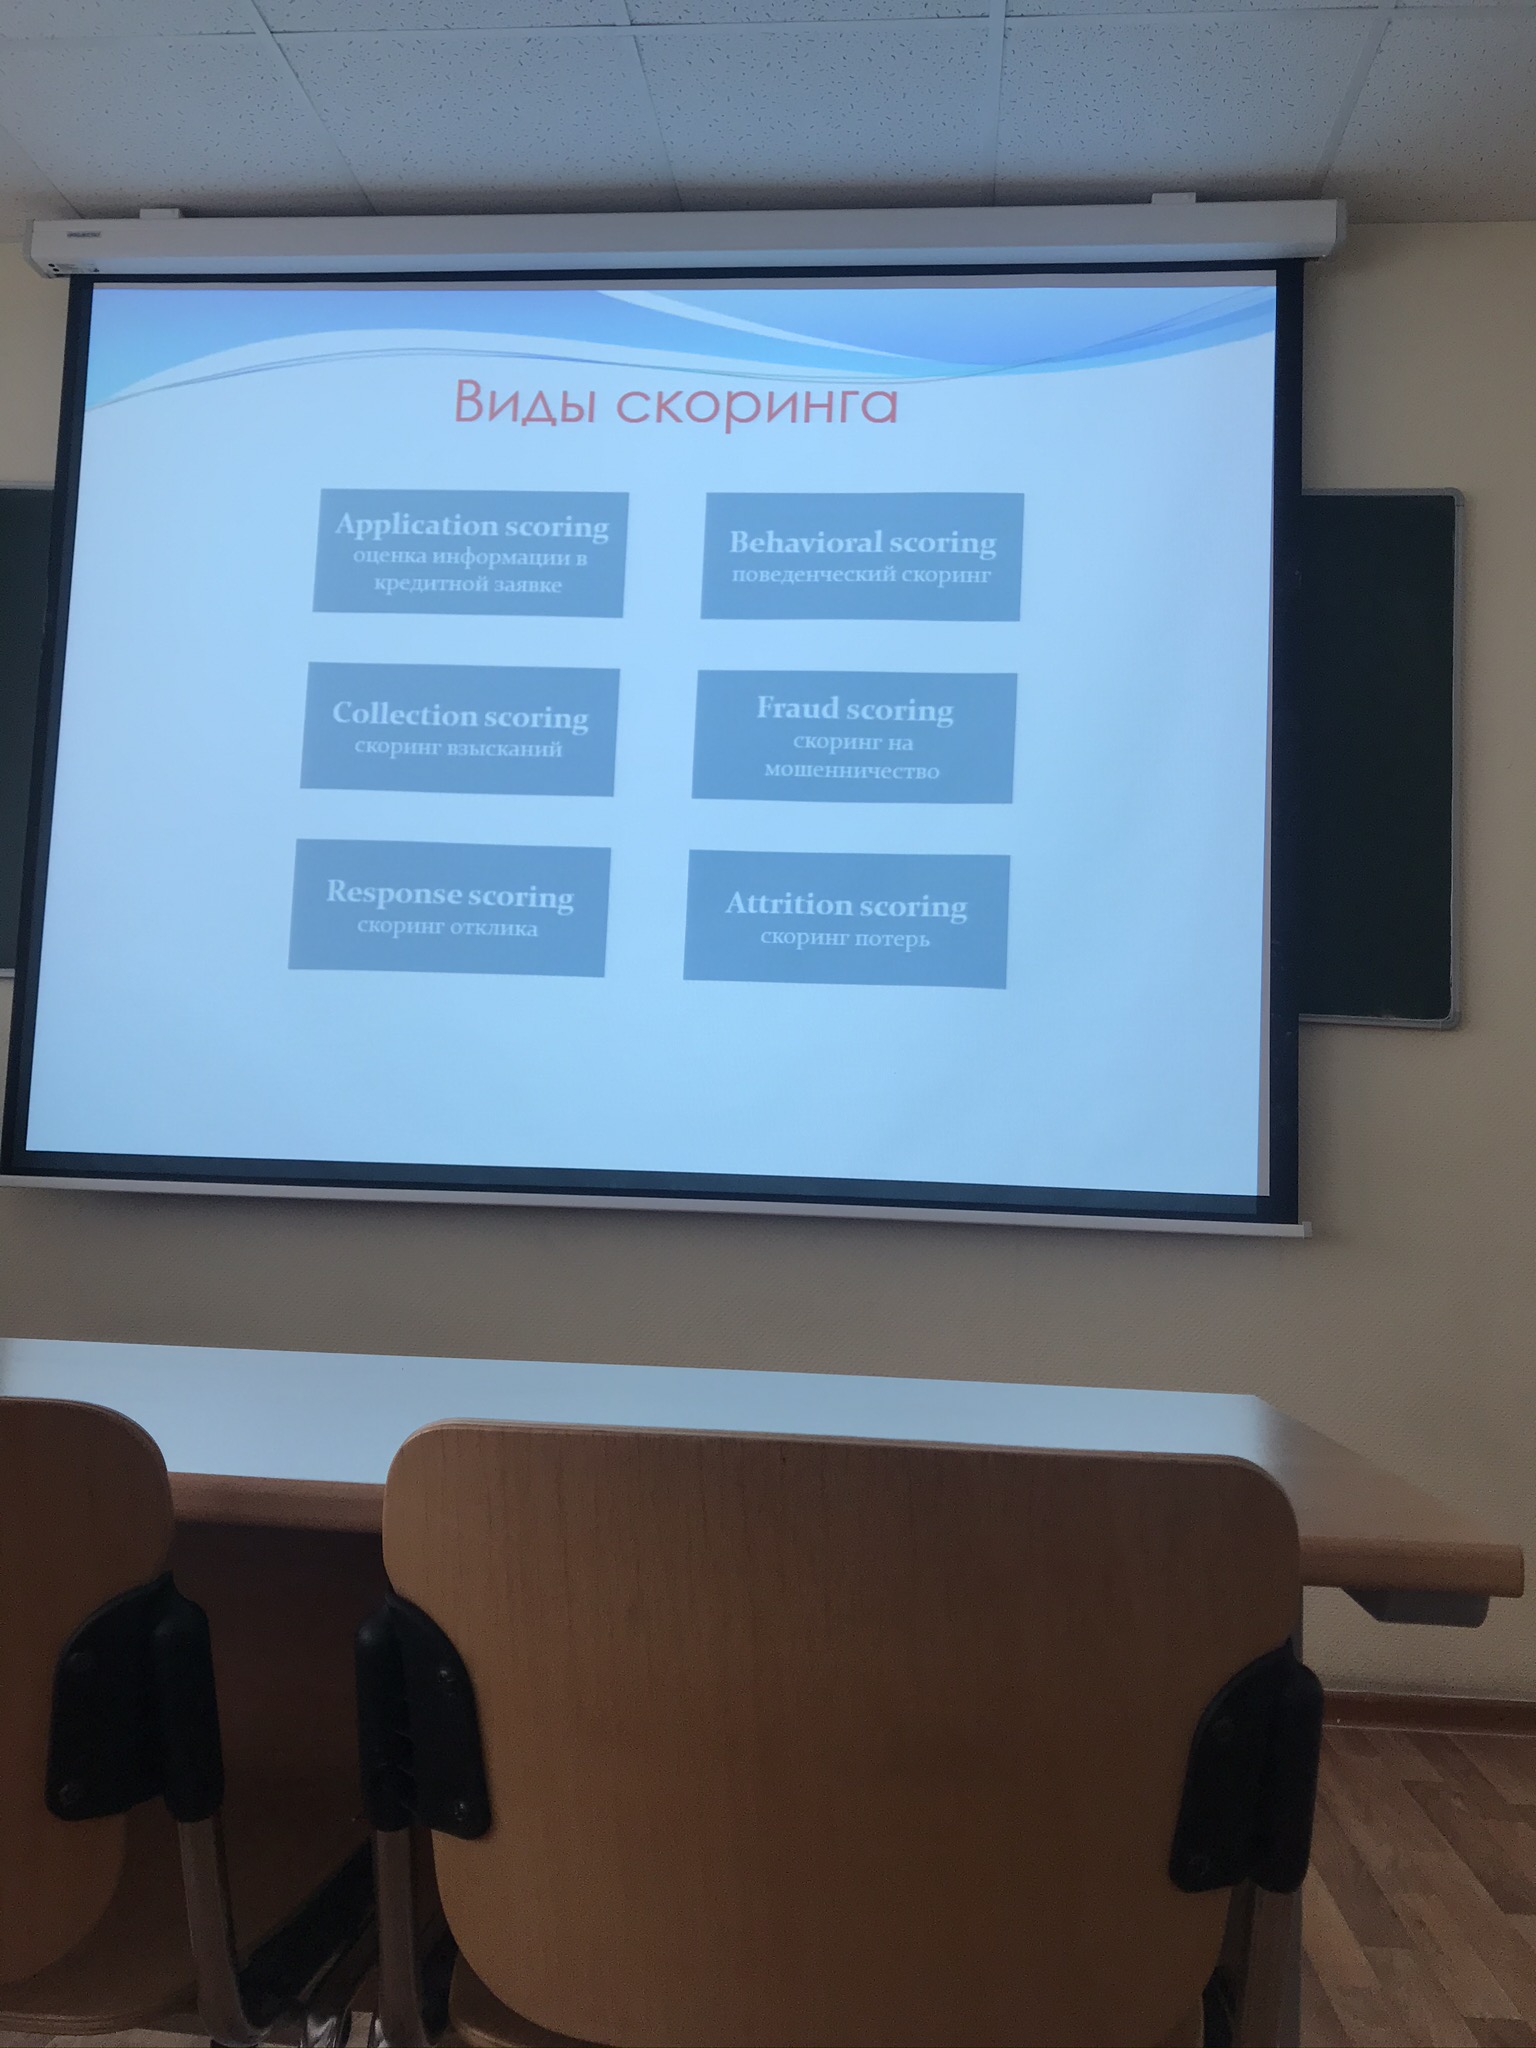 Виды скоринга
Application scoring
оценка информации в
кредитной заявке
Behavioral scoring
поведенческий скоринг
Collection scoring
скоринг взысканий
Fraud scoring
скоринг на
мошенничество
Response scoring
скоринг отклика
Attrition scoring
скоринг потерь